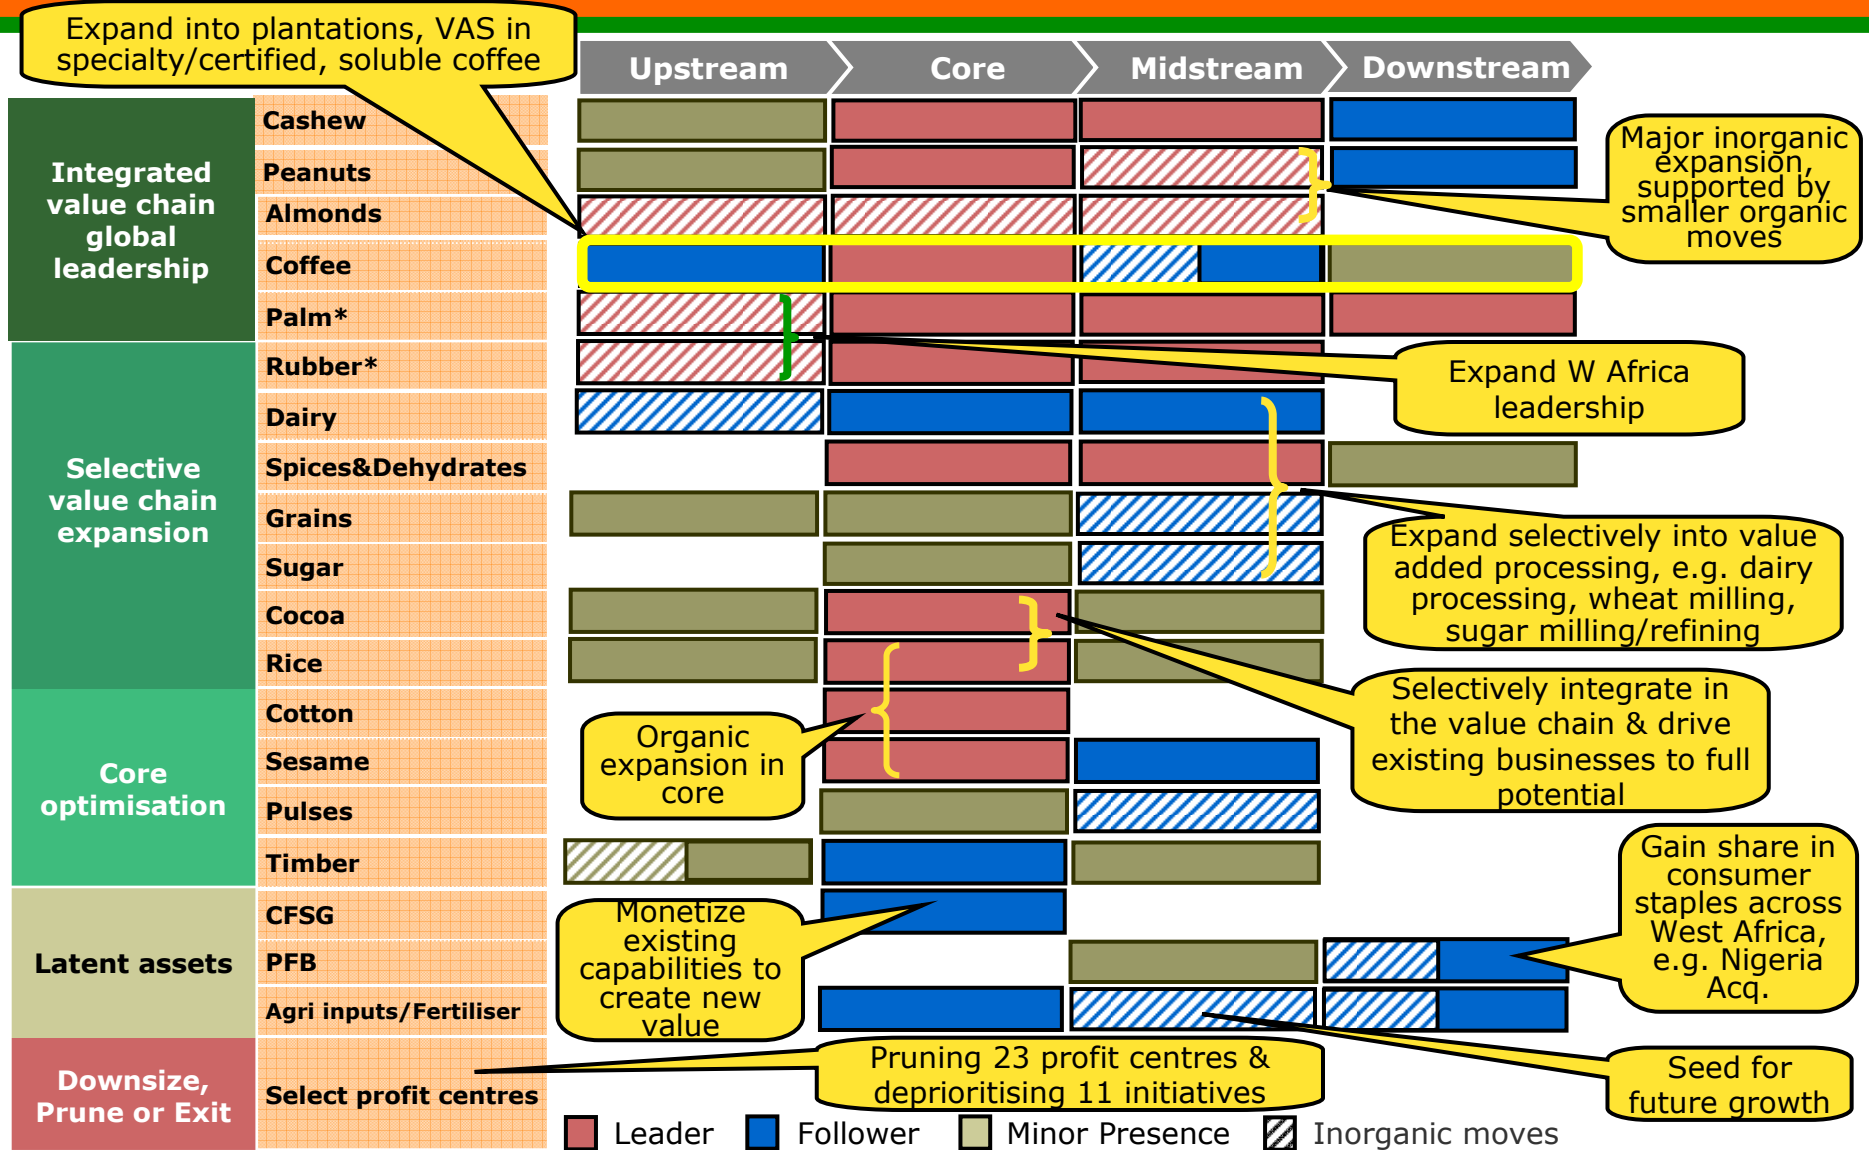 Expand into plantations, VAS in
specialty/certified, soluble coffee
Upstream
Core
Midstream
Downstream
Integrated
value chain
global
leadership
Cashew
Peanuts
Almonds
Coffee
Palm*
Major inorganic
expansion,
supported by
smaller organic
moves
Selective
value chain
expansion
Rubber*
Dairy
Spices&Dehydrates
Grains
Sugar
Cocoa
Rice
Expand W Africa
leadership
Expand selectively into value
added processing, e.g. dairy
processing, wheat milling,
sugar milling/refining
Selectively integrate in
the value chain & drive
existing businesses to full
potential
Core
optimisation
Cotton
Sesame
Pulses
Timber
Organic
expansion in
core
Latent assets
CFSG
PFB
Agri inputs/Fertiliser
Monetize
existing
capabilities to
create new
value
Gain share in
consumer
staples across
West Africa,
e.g. Nigeria
Acq.
Downsize,
Prune or Exit
Select profit centres
Pruning 23 profit centres &
deprioritising 11 initiatives
Seed for
future growth
Leader
Follower
Minor Presence
Inorganic moves